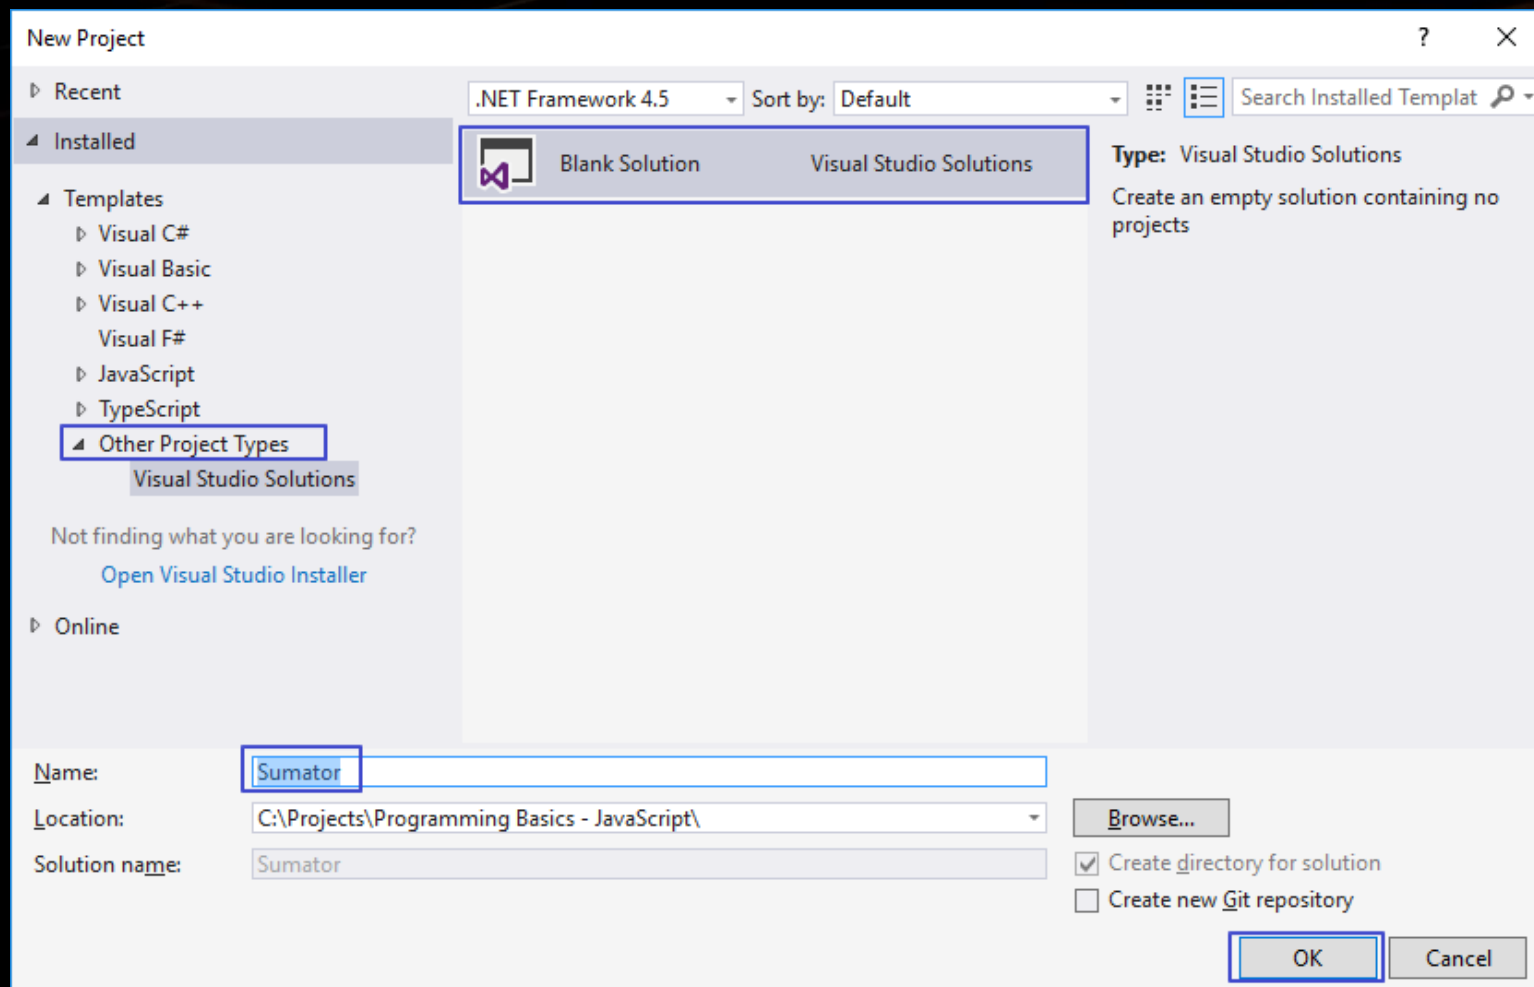 New Project
?
Recent
Installed
Templates
Visual C#
Visual Basic
Visual C++
Visual F#
JavaScript
TypeScript
Other Project Types
Visual Studio Solutions
Not finding what you are looking for?
Open Visual Studio Installer
Online
.NET Framework 4.5
Sort by: Default
Search Installed Templat
Blank Solution Visual Studio Solutions
Type: Visual Studio Solutions
Create an empty solution containing no
projects
Name: Sumator
Location: C:\Projects\Programming Basics - JavaScript\
Browse...
Solution name: Sumator
Create directory for solution
Create new Git repository
OK Cancel